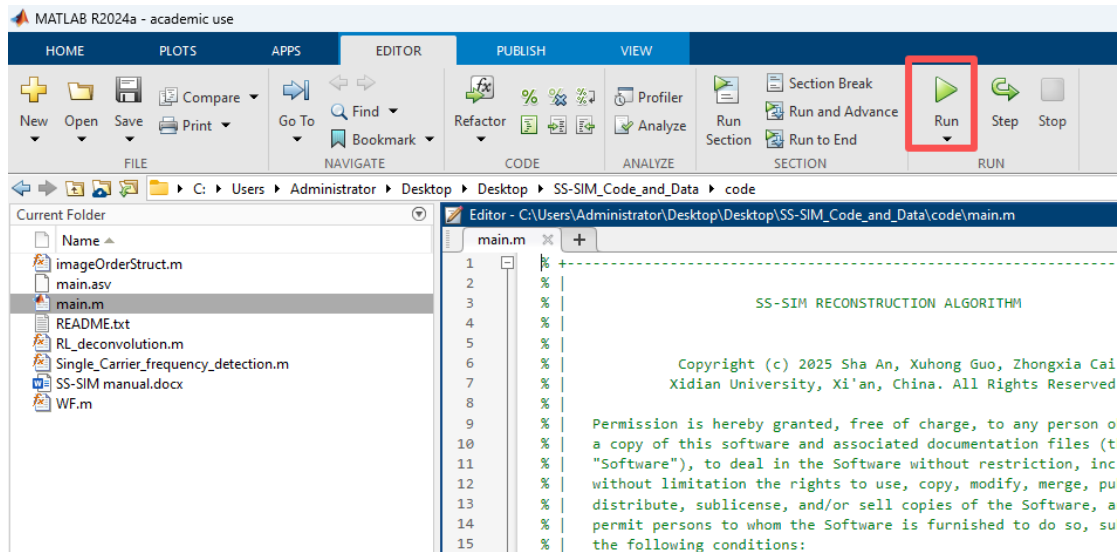 MATLAB R2024a - academic use
HOME PLOTS APPS EDITOR PUBLISH VIEW
New Open Save Compare Print
Go To Find Bookmark
Refactor
Profiler Analyze
Run Section
Section Break
Run and Advance
Run to End
Run Step Stop
FILE NAVIGATE CODE ANALYZE SECTION RUN
C: Users Administrator Desktop Desktop SS-SIM_Code_and_Data code
Current Folder
Name
imageOrderStruct.m
main.asv
main.m
README.txt
RL_deconvolution.m
Single_Carrier_frequency_detection.m
SS-SIM manual.docx
WF.m
Editor - C:\Users\Administrator\Desktop\Desktop\SS-SIM_Code_and_Data\code\main.m
main.m × +
1 % +----------------------------------------------------------------------
2 % |
3 % | SS-SIM RECONSTRUCTION ALGORITHM
4 % |
5 % |
6 % | Copyright (c) 2025 Sha An, Xuhong Guo, Zhongxia Cai
7 % | Xidian University, Xi'an, China. All Rights Reserved
8 % |
9 % | Permission is hereby granted, free of charge, to any person o
10 % | a copy of this software and associated documentation files (t
11 % | "Software"), to deal in the Software without restriction, inc
12 % | without limitation the rights to use, copy, modify, merge, pu
13 % | distribute, sublicense, and/or sell copies of the Software, a
14 % | permit persons to whom the Software is furnished to do so, su
15 % | the following conditions: